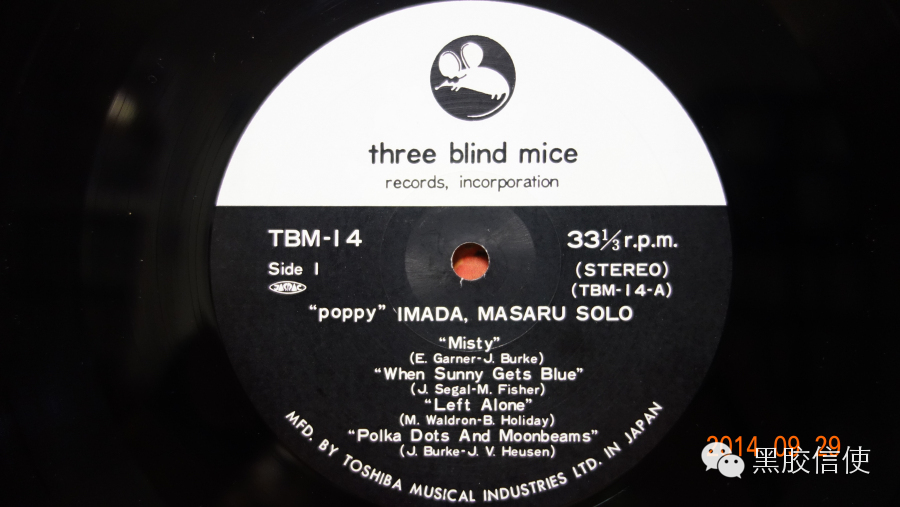 three blind mice
records, incorporation
TBM-14
33⅓ r.p.m.
Side 1
(STEREO)
JASRAC
(TBM-14-A)
"poppy" IMADA, MASARU SOLO
"Misty"
(E. Garner-J. Burke)
"When Sunny Gets Blue"
(J. Segal-M. Fisher)
"Left Alone"
(M. Waldron-B. Holiday)
"Polka Dots And Moonbeams"
(J. Burke-J. V. Heusen)
MFD. BY TOSHIBA MUSICAL INDUSTRIES LTD. IN JAPAN
2014 09 29
黑胶信使